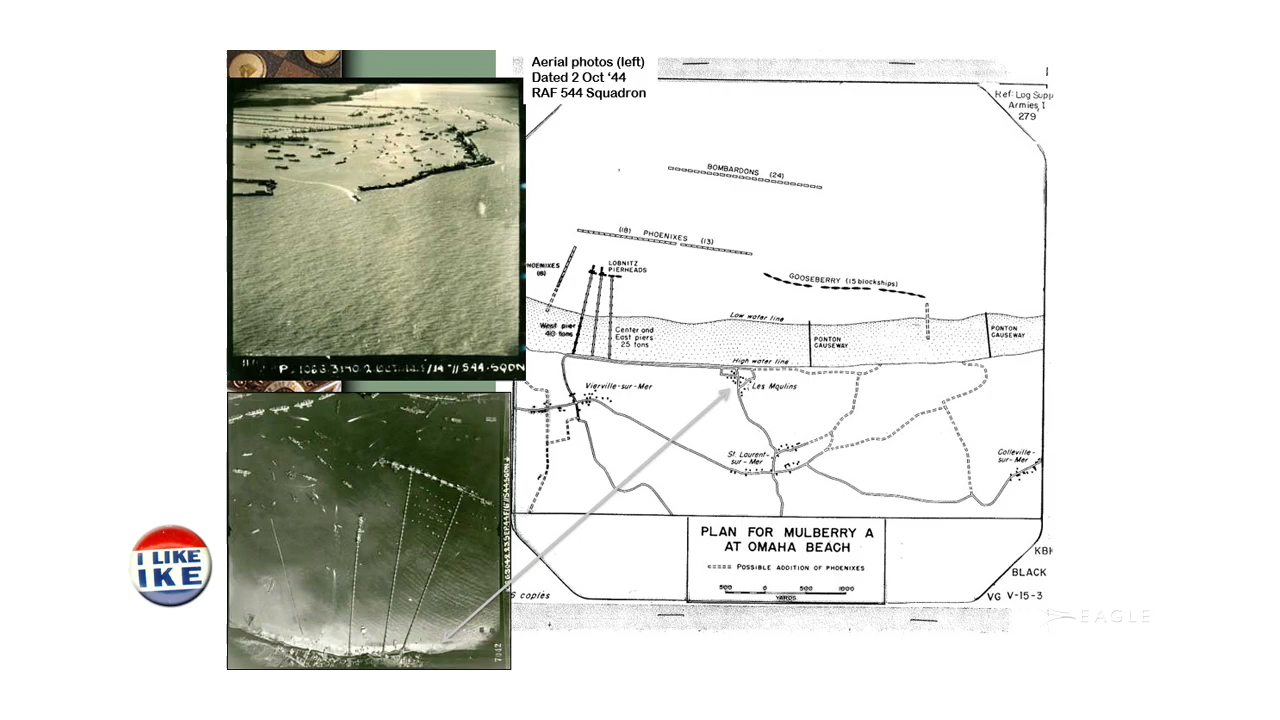 Aerial photos (left)
Dated 2 Oct ‘44
RAF 544 Squadron
Ref: Log Supp
Armies, I
279
BOMBARDONS (24)
(18) PHOENIXES (13)
HOENIXES
(8)
LOBNITZ
PIERHEADS
GOOSEBERRY (15 blockships)
Low water line
West pier
40 tons
Center and
East piers
25 tons
PONTON
CAUSEWAY
PONTON
CAUSEWAY
High water line
Vierville-sur-Mer
Les Moulins
St. Laurent-
sur-Mer
Colleville-
sur-Mer
544 SQDN
PLAN FOR MULBERRY A
AT OMAHA BEACH
POSSIBLE ADDITION OF PHOENIXES
500 0 500 1000
YARDS
copies
KBK
BLACK
VG V-15-3
I LIKE
IKE
7042
EAGLE